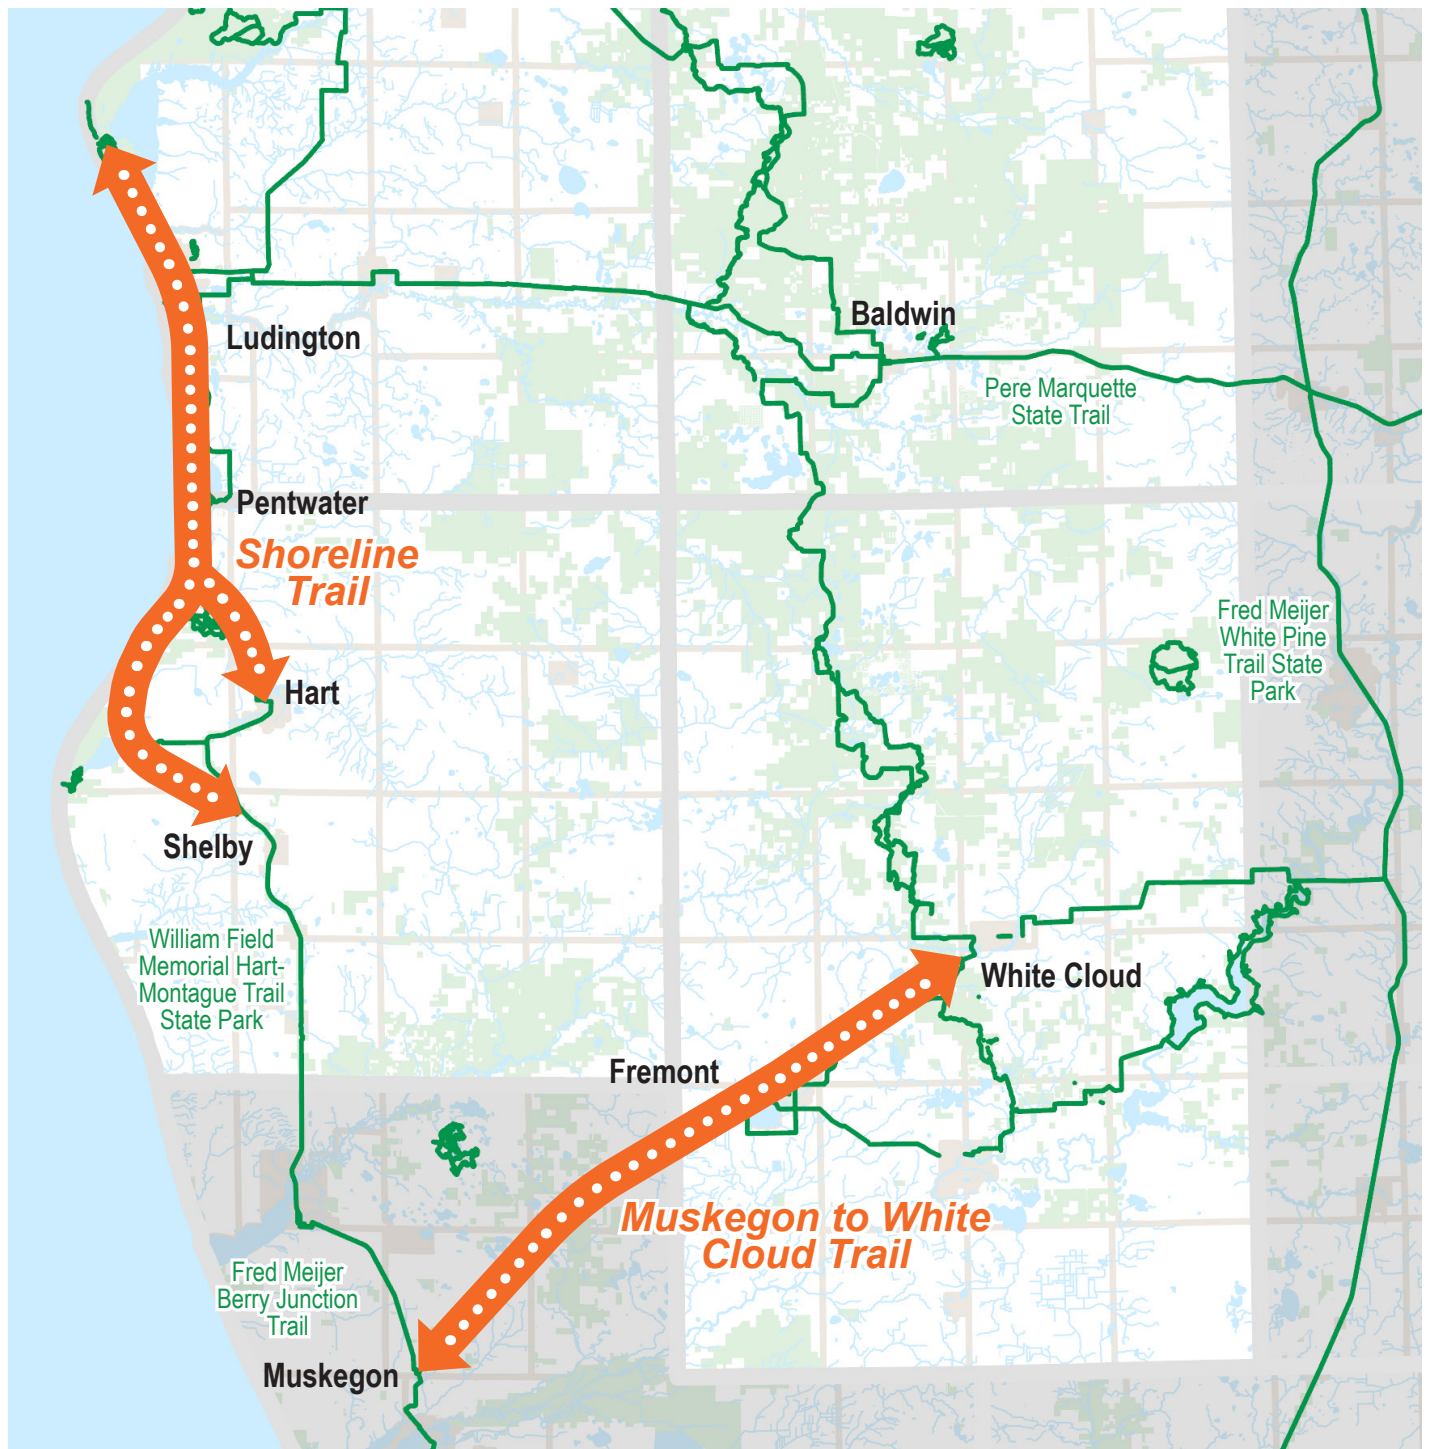 Ludington
Baldwin
Pere Marquette
State Trail
Pentwater
Shoreline
Trail
Fred Meijer
White Pine
Trail State
Park
Hart
Shelby
William Field
Memorial Hart-
Montague Trail
State Park
White Cloud
Fremont
Muskegon to White
Cloud Trail
Fred Meijer
Berry Junction
Trail
Muskegon